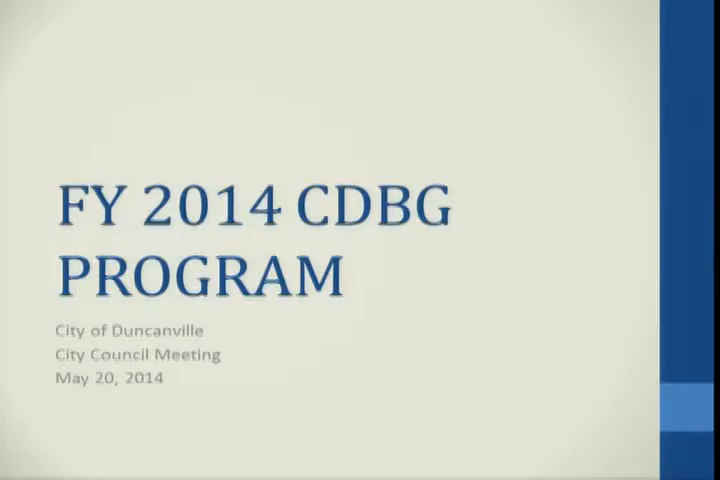 FY 2014 CDBG
PROGRAM
City of Duncanville
City Council Meeting
May 20, 2014